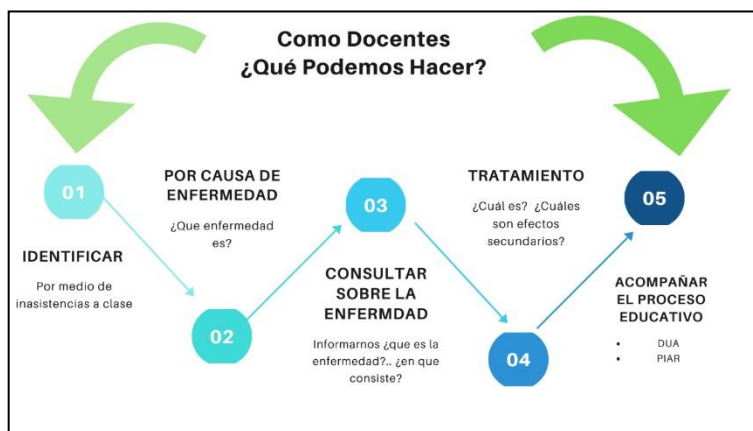 Como Docentes
¿Qué Podemos Hacer?
01
IDENTIFICAR
Por medio de
inasistencias a clase
POR CAUSA DE
ENFERMEDAD
¿Que enfermedad
es?
02
03
CONSULTAR
SOBRE LA
ENFERMDAD
Informarnos ¿que es la
enfermedad?.. ¿en que
consiste?
TRATAMIENTO
¿Cuál es? ¿Cuáles
son efectos
secundarios?
04
05
ACOMPAÑAR
EL PROCESO
EDUCATIVO
• DUA
• PIAR